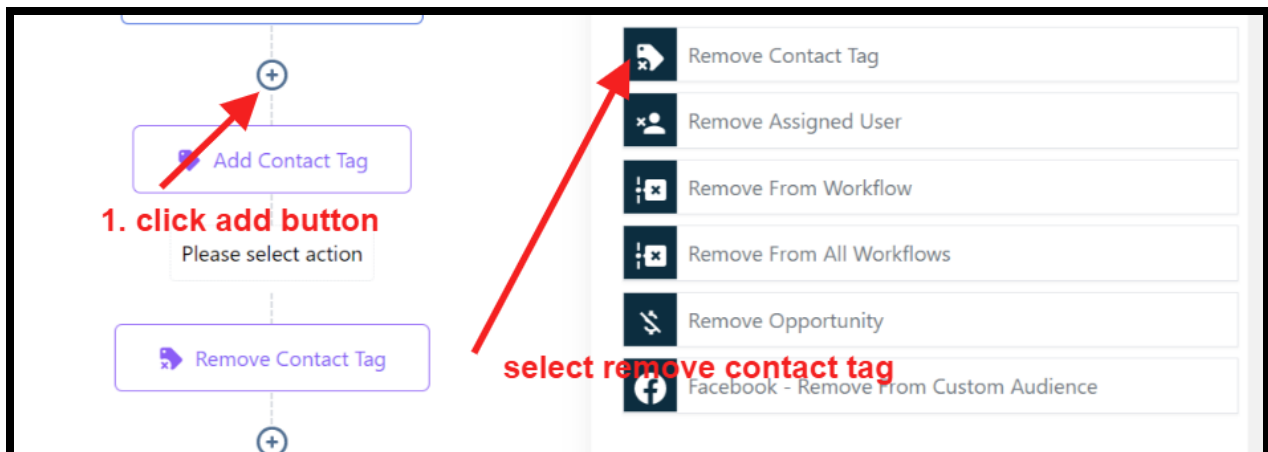 Add Contact Tag
1. click add button
Please select action
Remove Contact Tag
Remove Contact Tag
Remove Assigned User
Remove From Workflow
Remove From All Workflows
Remove Opportunity
select remove contact tag
Facebook - Remove From Custom Audience